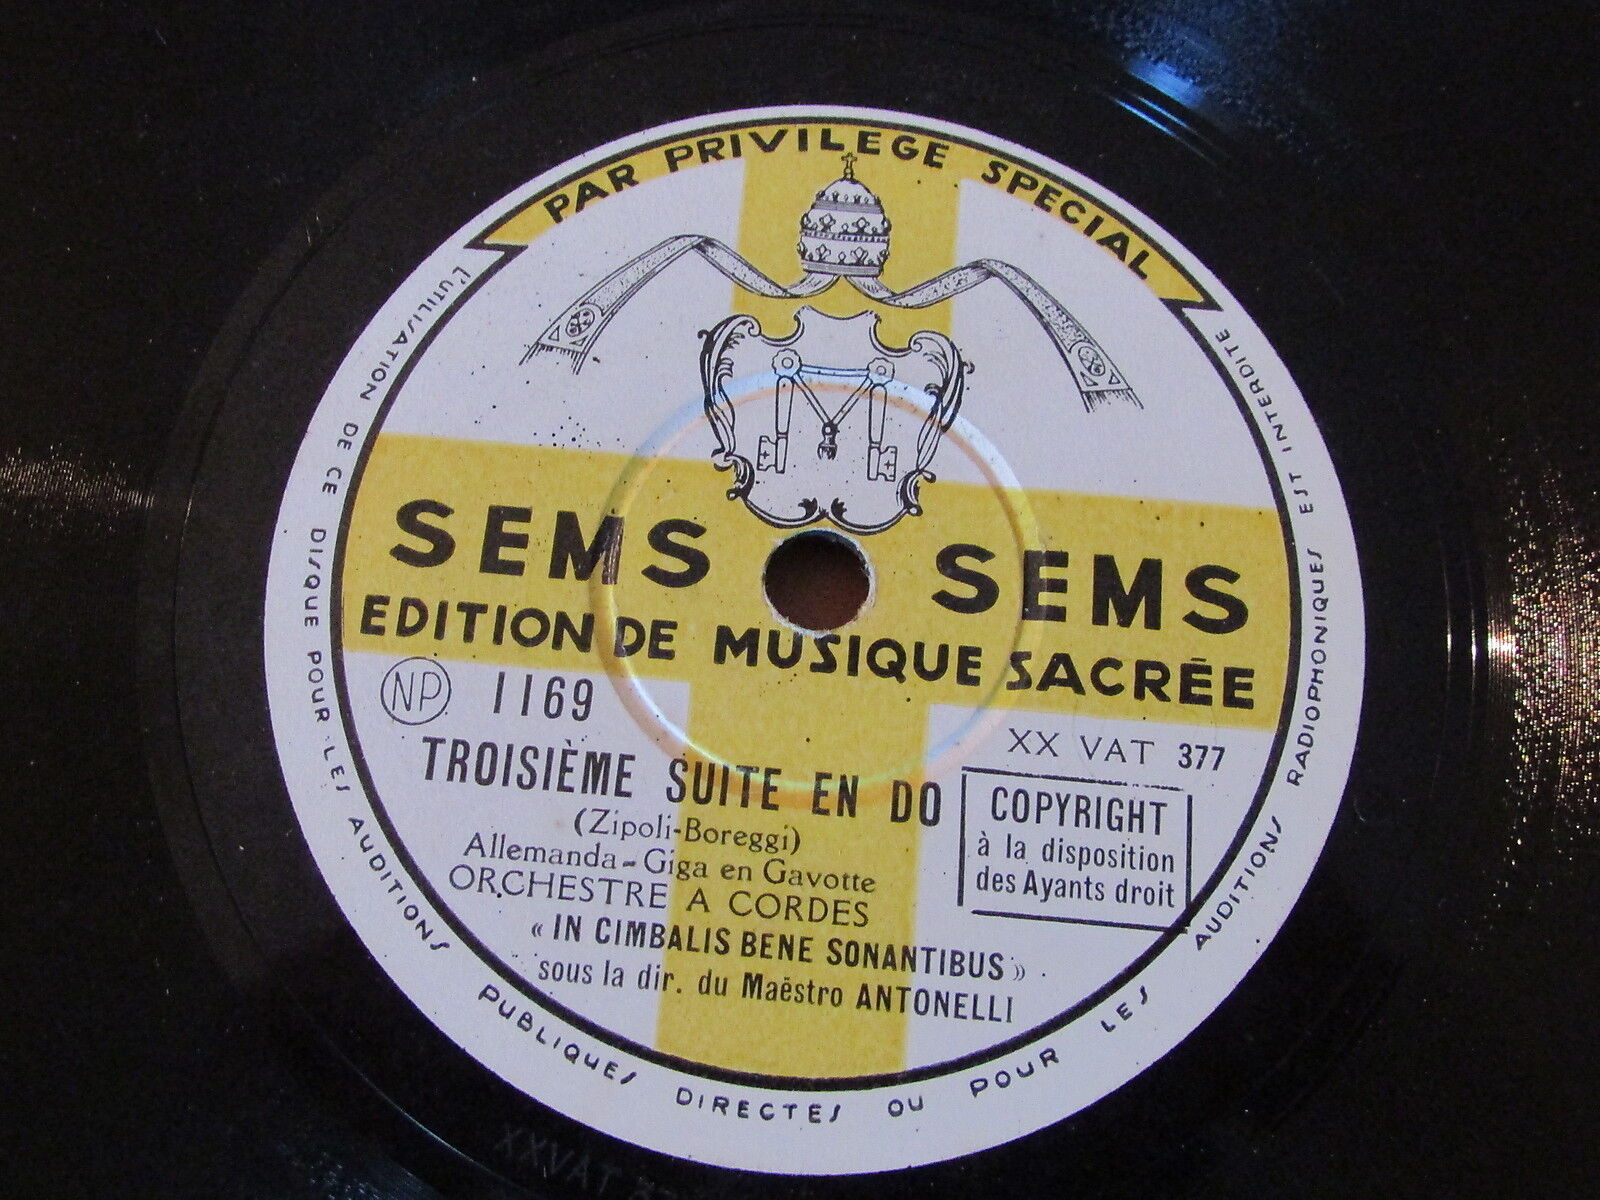 PAR PRIVILEGE SPECIAL
SEMS SEMS
EDITION DE MUSIQUE SACRÉE
NP 1169
XX VAT 377
TROISIÈME SUITE EN DO
(Zipoli-Boreggi)
Allemanda-Giga en Gavotte
ORCHESTRE A CORDES
« IN CIMBALIS BENE SONANTIBUS »
sous la dir. du Maëstro ANTONELLI
COPYRIGHT
à la disposition
des Ayants droit
L'UTILISATION DE CE DISQUE POUR LES AUDITIONS PUBLIQUES DIRECTES OU POUR LES AUDITIONS RADIOPHONIQUES EST INTERDITE
XXVAT